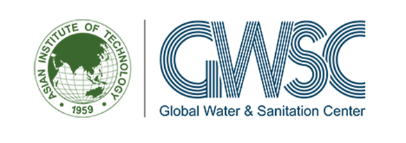 ASIAN INSTITUTE OF TECHNOLOGY
1959
GWSC
Global Water & Sanitation Center